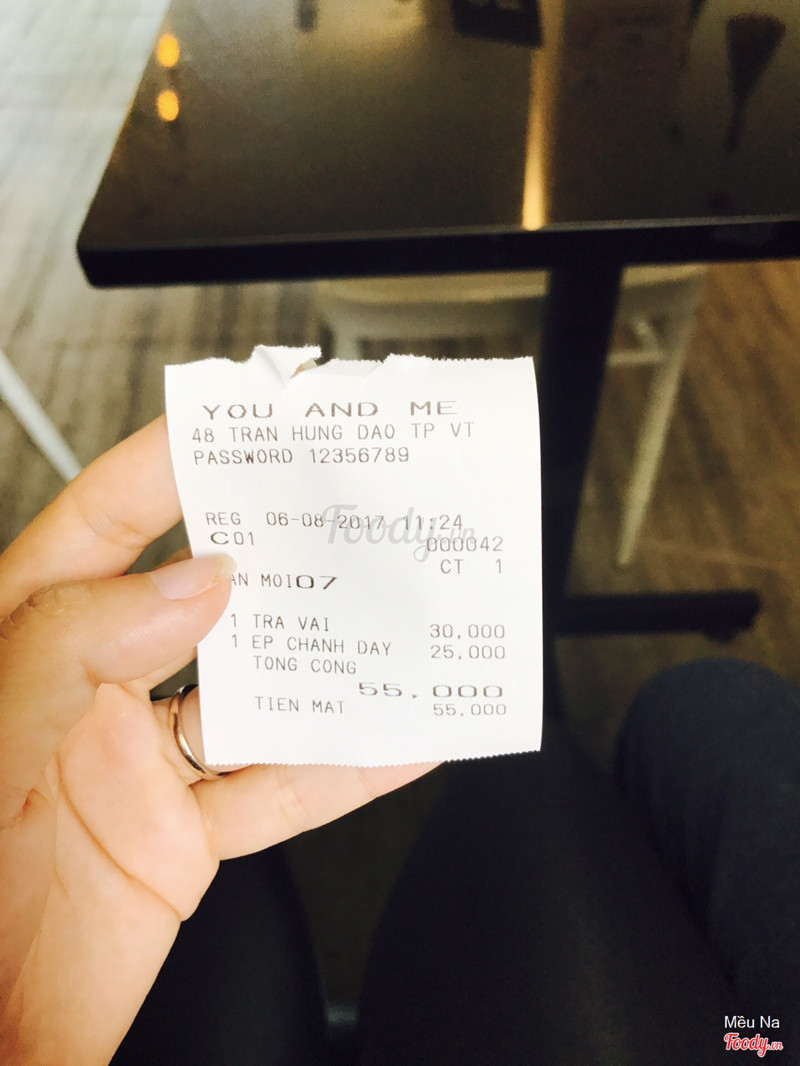 YOU AND ME
48 TRAN HUNG DAO TP VT
PASSWORD 12356789
REG 06-08-2017 11:24
C01 000042
CT 1
AN MOI07
1 TRA VAI 30,000
1 EP CHANH DAY 25,000
TONG CONG
55,000
TIEN MAT 55,000
Foody.vn
Mều Na
Foody.vn